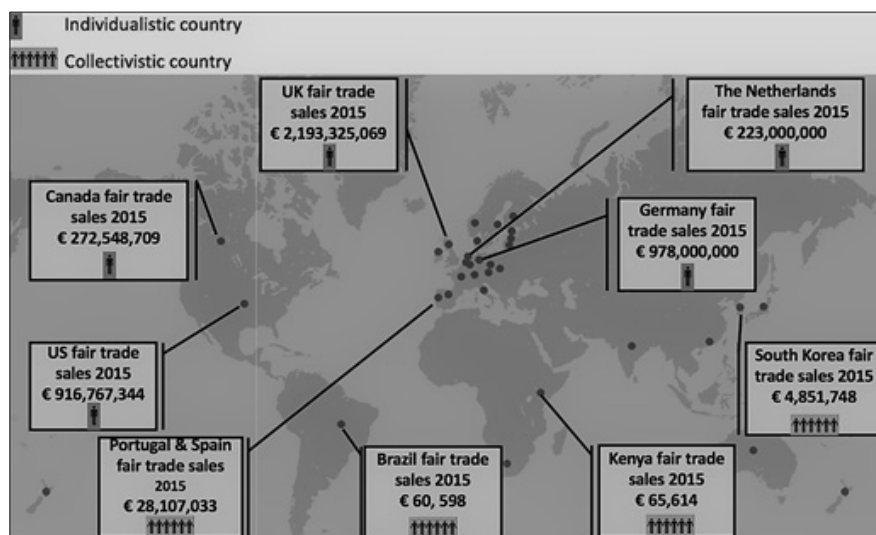 Individualistic country
Collectivistic country
UK fair trade
sales 2015
€ 2,193,325,069
The Netherlands
fair trade sales 2015
€ 223,000,000
Canada fair trade
sales 2015
€ 272,548,709
Germany fair
trade sales 2015
€ 978,000,000
US fair trade
sales 2015
€ 916,767,344
South Korea fair
trade sales 2015
€ 4,851,748
Portugal & Spain
fair trade sales
2015
€ 28,107,033
Brazil fair trade
sales 2015
€ 60, 598
Kenya fair trade
sales 2015
€ 65,614